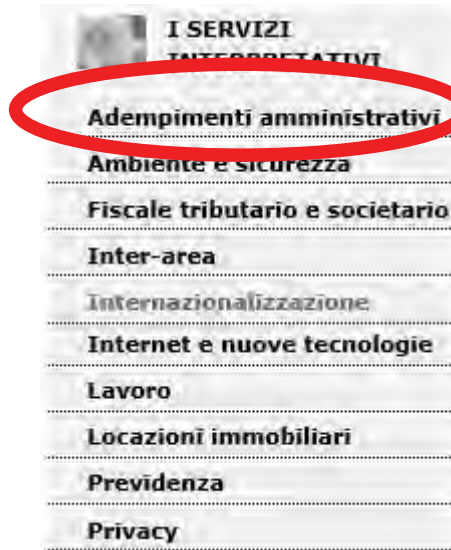 I SERVIZI
INTERPRETATIVI
Adempimenti amministrativi
Ambiente e sicurezza
Fiscale tributario e societario
Inter-area
Internazionalizzazione
Internet e nuove tecnologie
Lavoro
Locazioni immobiliari
Previdenza
Privacy